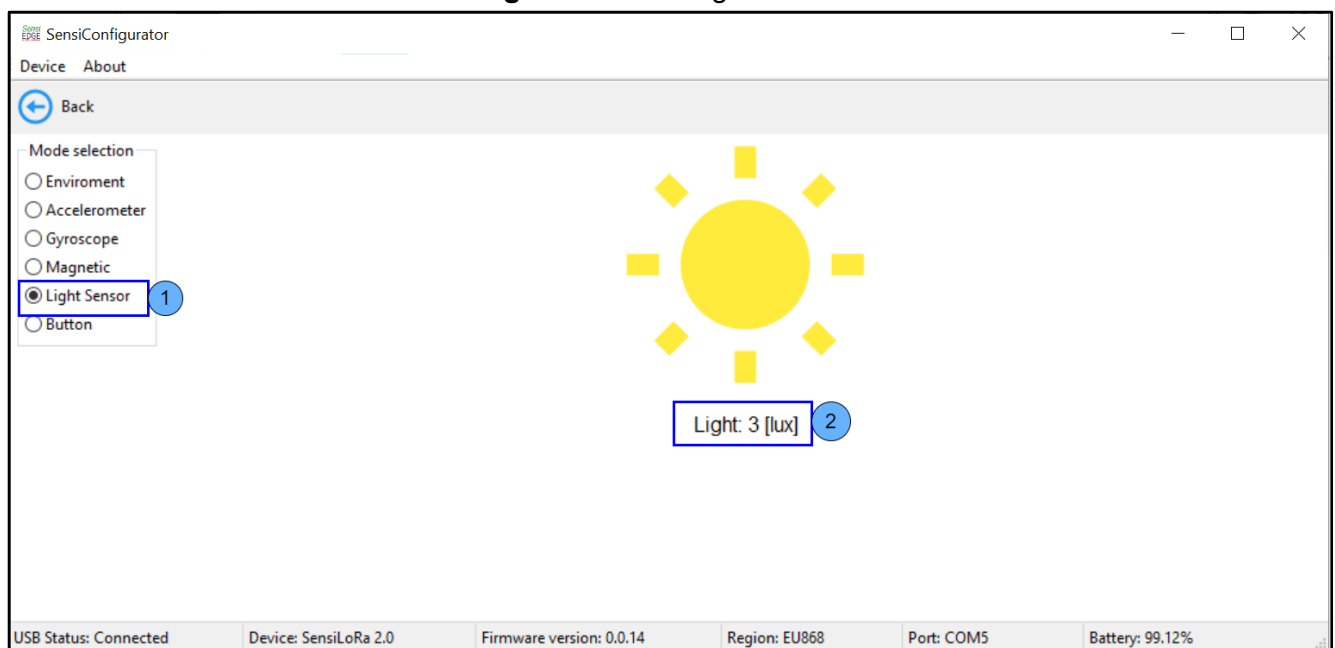 SensiConfigurator
Device About
Back
Mode selection
Enviroment
Accelerometer
Gyroscope
Magnetic
Light Sensor 1
Button
Light: 3 [lux] 2
USB Status: Connected Device: SensiLoRa 2.0 Firmware version: 0.0.14 Region: EU868 Port: COM5 Battery: 99.12%